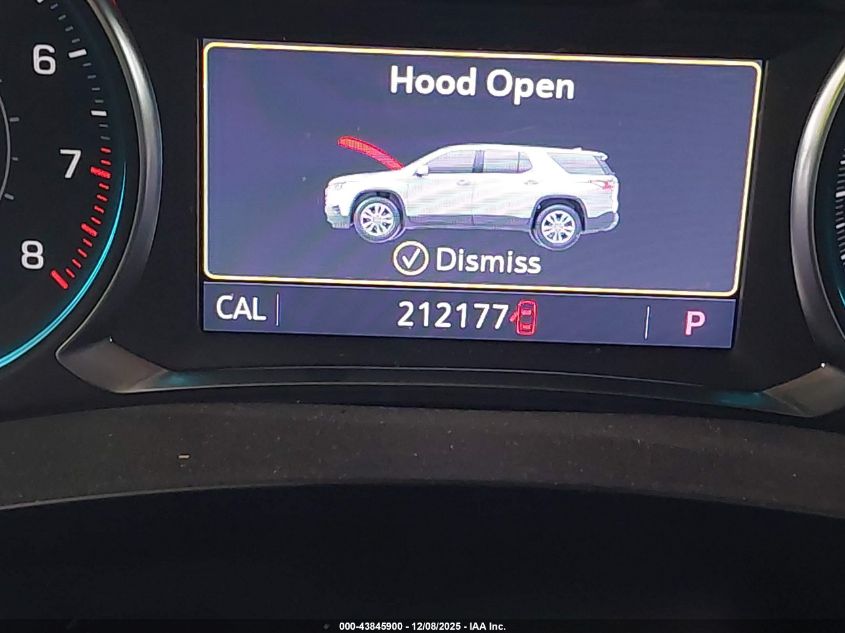 6
7
8
Hood Open
Dismiss
CAL
212177
P
000-43845900 - 12/08/2025 - IAA Inc.